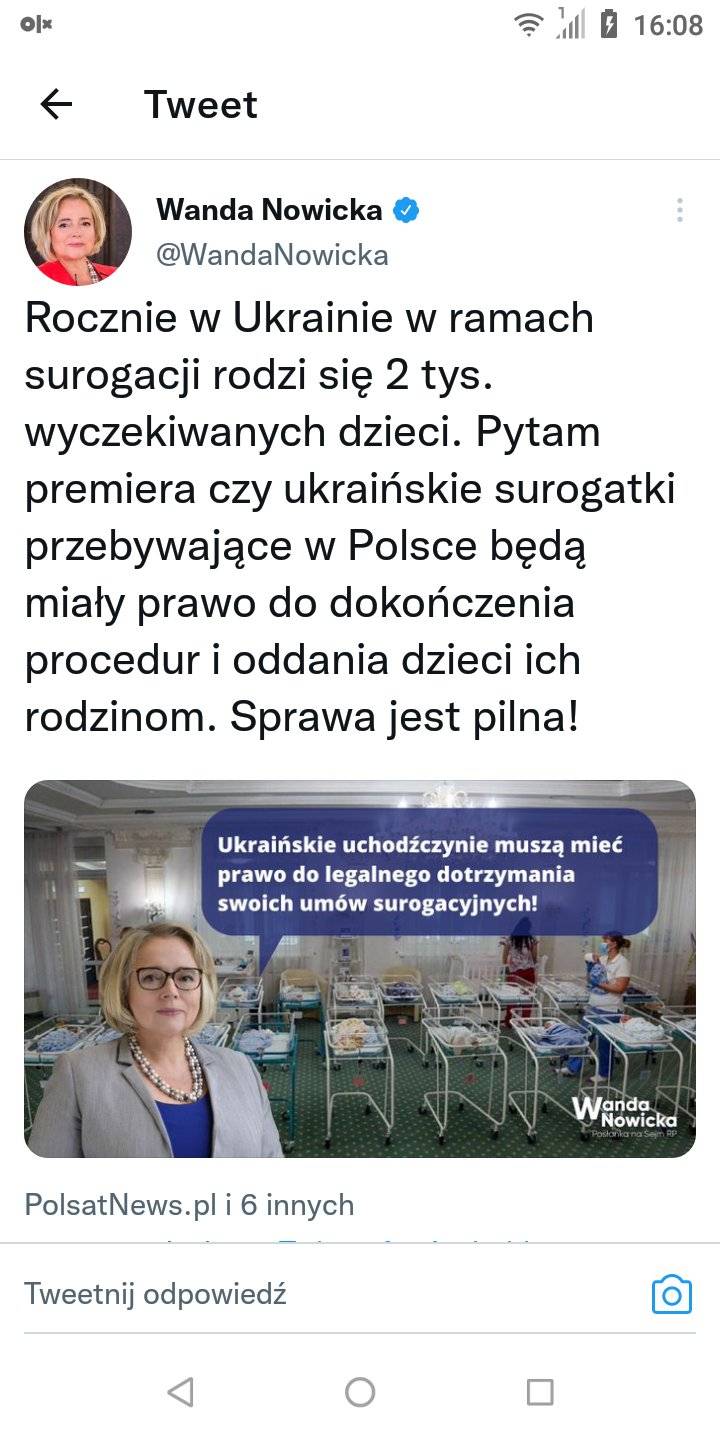 olx
1
16:08
Tweet
Wanda Nowicka
@WandaNowicka
Rocznie w Ukrainie w ramach
surogacji rodzi się 2 tys.
wyczekiwanych dzieci. Pytam
premiera czy ukraińskie surogatki
przebywające w Polsce będą
miały prawo do dokończenia
procedur i oddania dzieci ich
rodzinom. Sprawa jest pilna!
Ukraińskie uchodźczynie muszą mieć
prawo do legalnego dotrzymania
swoich umów surogacyjnych!
Wanda
Nowicka
Posłanka na Sejm RP
PolsatNews.pl i 6 innych
Tweetnij odpowiedź